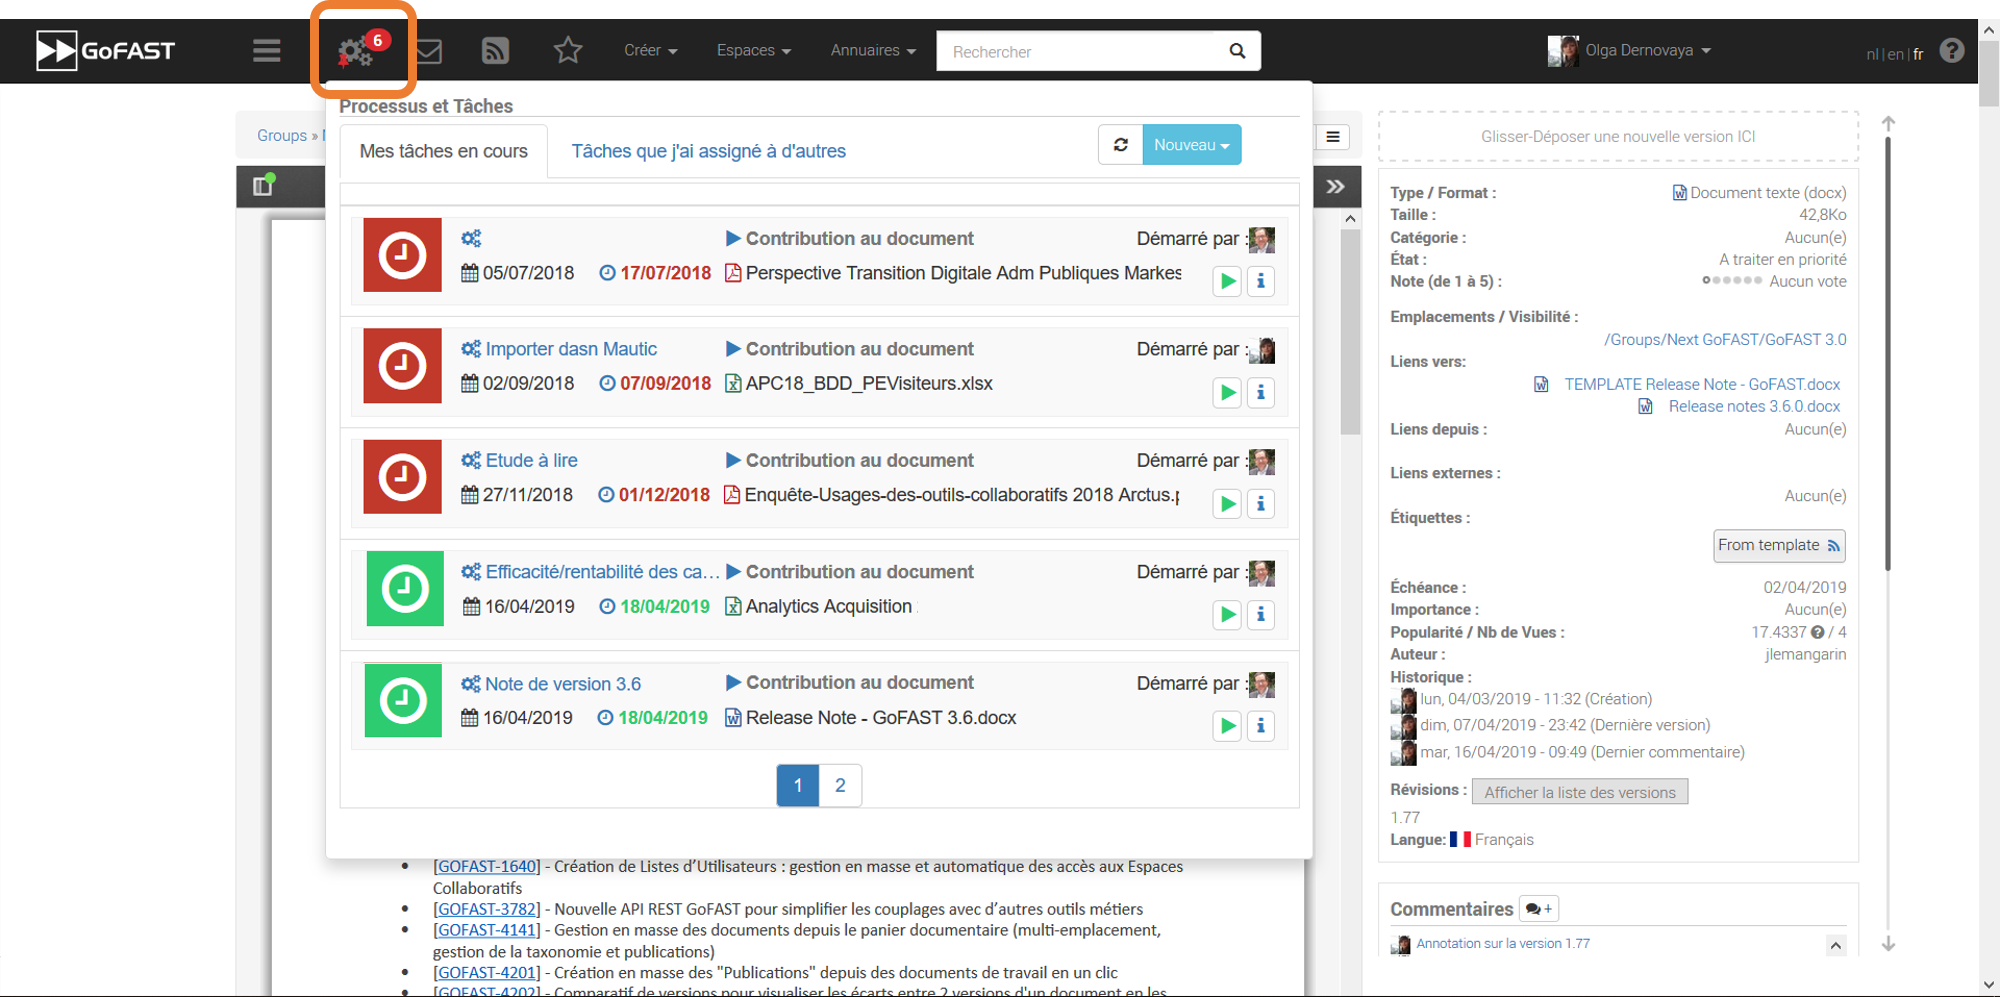 GoFAST
6
Créer
Espaces
Annuaires
Rechercher
Olga Dernovaya
nl | en | fr
?
Processus et Tâches
Groups »
Mes tâches en cours
Tâches que j'ai assigné à d'autres
Nouveau
Contribution au document
Démarré par :
05/07/2018
17/07/2018
Perspective Transition Digitale Adm Publiques Markes
Importer dasn Mautic
Contribution au document
Démarré par :
02/09/2018
07/09/2018
APC18_BDD_PEVisiteurs.xlsx
Etude à lire
Contribution au document
Démarré par :
27/11/2018
01/12/2018
Enquête-Usages-des-outils-collaboratifs 2018 Arctus.p
Efficacité/rentabilité des ca...
Contribution au document
Démarré par :
16/04/2019
18/04/2019
Analytics Acquisition
Note de version 3.6
Contribution au document
Démarré par :
16/04/2019
18/04/2019
Release Note - GoFAST 3.6.docx
1 2
• [GOFAST-1640] - Création de Listes d'Utilisateurs : gestion en masse et automatique des accès aux Espaces
Collaboratifs
• [GOFAST-3782] - Nouvelle API REST GoFAST pour simplifier les couplages avec d'autres outils métiers
• [GOFAST-4141] - Gestion en masse des documents depuis le panier documentaire (multi-emplacement,
gestion de la taxonomie et publications)
• [GOFAST-4201] - Création en masse des "Publications" depuis des documents de travail en un clic
• [GOFAST-4202] - Comparatif de versions pour visualiser les écarts entre 2 versions d'un document en les
Glisser-Déposer une nouvelle version ICI
Type / Format : Document texte (docx)
Taille : 42,8Ko
Catégorie : Aucun(e)
État : A traiter en priorité
Note (de 1 à 5) : Aucun vote
Emplacements / Visibilité :
/Groups/Next GoFAST/GoFAST 3.0
Liens vers:
TEMPLATE Release Note - GoFAST.docx
Release notes 3.6.0.docx
Liens depuis : Aucun(e)
Liens externes :
Aucun(e)
Étiquettes :
From template
Échéance : 02/04/2019
Importance : Aucun(e)
Popularité / Nb de Vues : 17.4337 ? / 4
Auteur : jlemangarin
Historique :
lun, 04/03/2019 - 11:32 (Création)
dim, 07/04/2019 - 23:42 (Dernière version)
mar, 16/04/2019 - 09:49 (Dernier commentaire)
Révisions : Afficher la liste des versions
1.77
Langue: Français
Commentaires +
Annotation sur la version 1.77